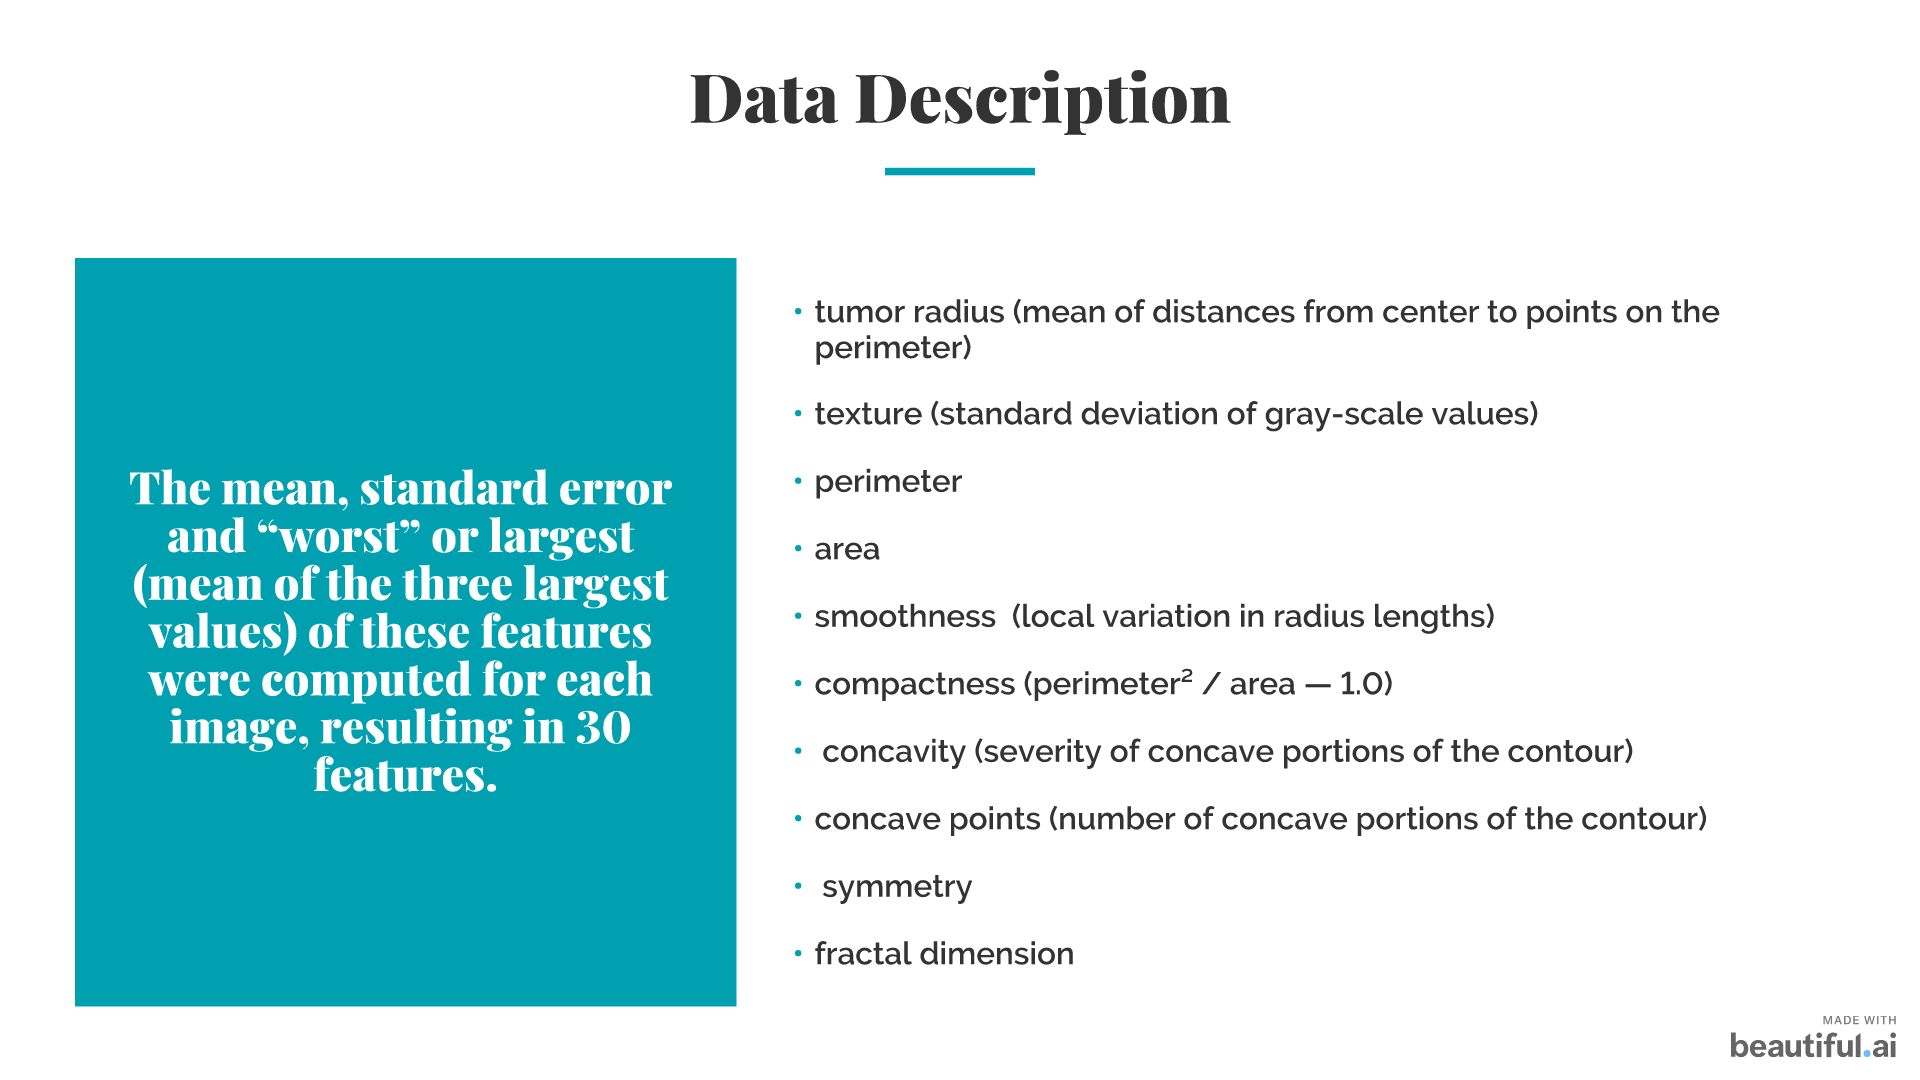 Data Description
The mean, standard error
and “worst” or largest
(mean of the three largest
values) of these features
were computed for each
image, resulting in 30
features.
• tumor radius (mean of distances from center to points on the
perimeter)
• texture (standard deviation of gray-scale values)
• perimeter
• area
• smoothness  (local variation in radius lengths)
• compactness (perimeter² / area — 1.0)
•  concavity (severity of concave portions of the contour)
• concave points (number of concave portions of the contour)
•  symmetry
• fractal dimension
MADE WITH
beautiful.ai